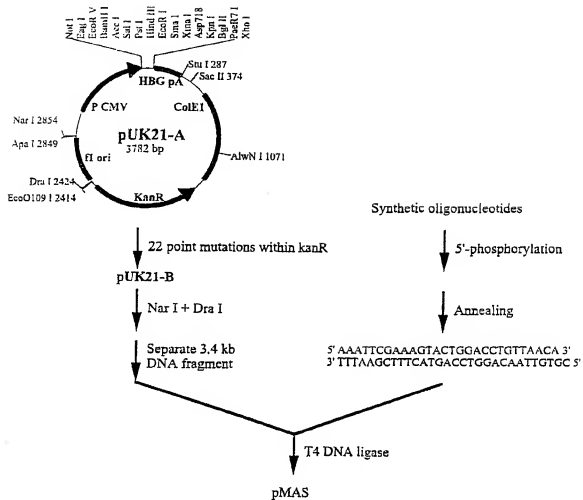 Not I
Eag I
EcoR V
BamH I
Acc I
Sal I
Pst I
Hind III
EcoR I
Sma I
Xma I
Asp718
Kpn I
Bgl II
PaeR7 I
Xho I
HBG pA
Stu I 287
Sac II 374
P CMV
ColE1
Nar I 2854
pUK21-A
3782 bp
Apa I 2849
AlwN I 1071
f1 ori
Dra I 2424
EcoO109 I 2414
KanR
Synthetic oligonucleotides
22 point mutations within kanR
5'-phosphorylation
pUK21-B
Nar I + Dra I
Annealing
Separate 3.4 kb
DNA fragment
5' AAATTCGAAAGTACTGGACCTGTTAACA 3'
3' TTTAAGCTTTCATGACCTGGACAATTGTGC 5'
T4 DNA ligase
pMAS